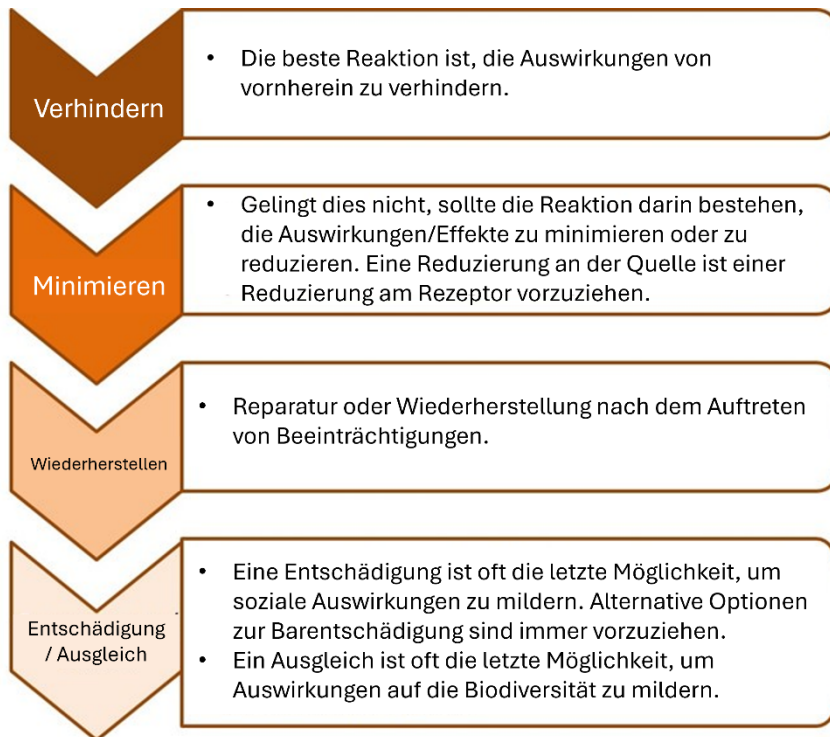 Verhindern
• Die beste Reaktion ist, die Auswirkungen von
vornherein zu verhindern.
Minimieren
• Gelingt dies nicht, sollte die Reaktion darin bestehen,
die Auswirkungen/Effekte zu minimieren oder zu
reduzieren. Eine Reduzierung an der Quelle ist einer
Reduzierung am Rezeptor vorzuziehen.
Wiederherstellen
• Reparatur oder Wiederherstellung nach dem Auftreten
von Beeinträchtigungen.
Entschädigung
/ Ausgleich
• Eine Entschädigung ist oft die letzte Möglichkeit, um
soziale Auswirkungen zu mildern. Alternative Optionen
zur Barentschädigung sind immer vorzuziehen.
• Ein Ausgleich ist oft die letzte Möglichkeit, um
Auswirkungen auf die Biodiversität zu mildern.